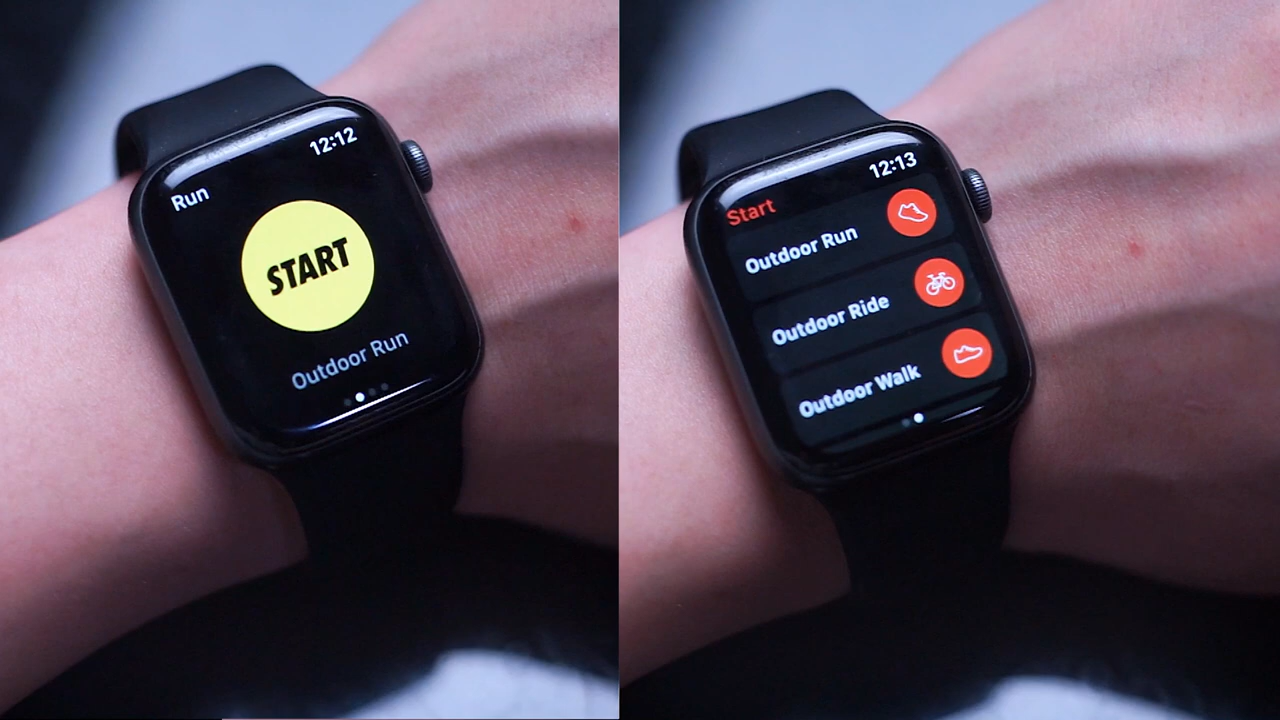 12:12
Run
START
Outdoor Run
12:13
Start
Outdoor Run
Outdoor Ride
Outdoor Walk